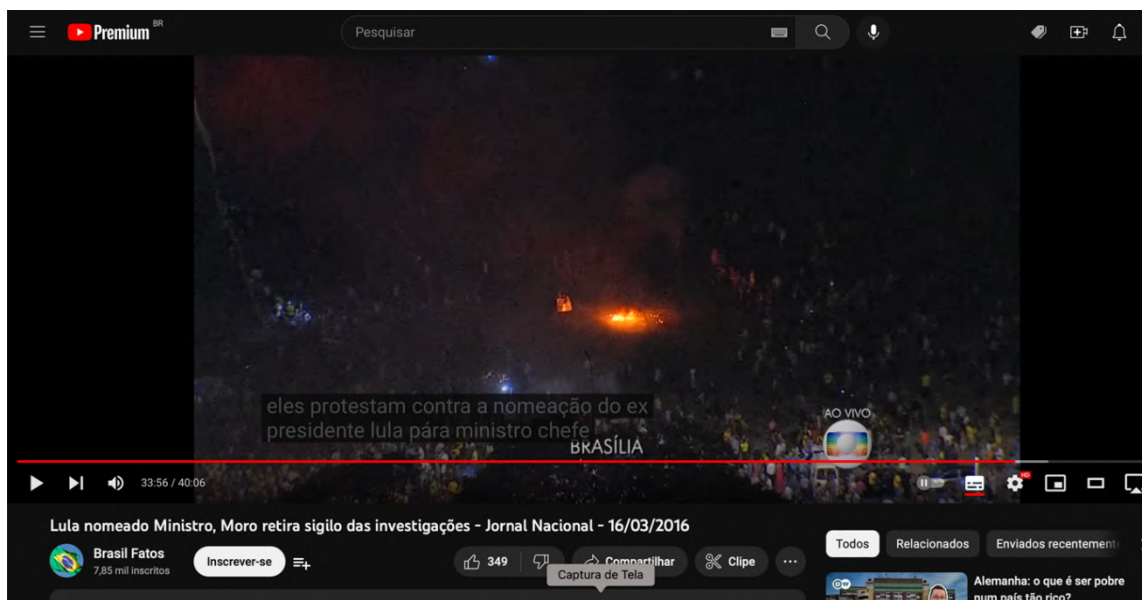 Premium BR
Pesquisar
eles protestam contra a nomeação do ex
presidente lula pára ministro chefe
AO VIVO
BRASÍLIA
33:56 / 40:06
HD
Lula nomeado Ministro, Moro retira sigilo das investigações - Jornal Nacional - 16/03/2016
Brasil Fatos
7,85 mil inscritos
Inscrever-se
349
Compartilhar
Clipe
Captura de Tela
Todos
Relacionados
Enviados recentement
DW
Alemanha: o que é ser pobre
num país tão rico?